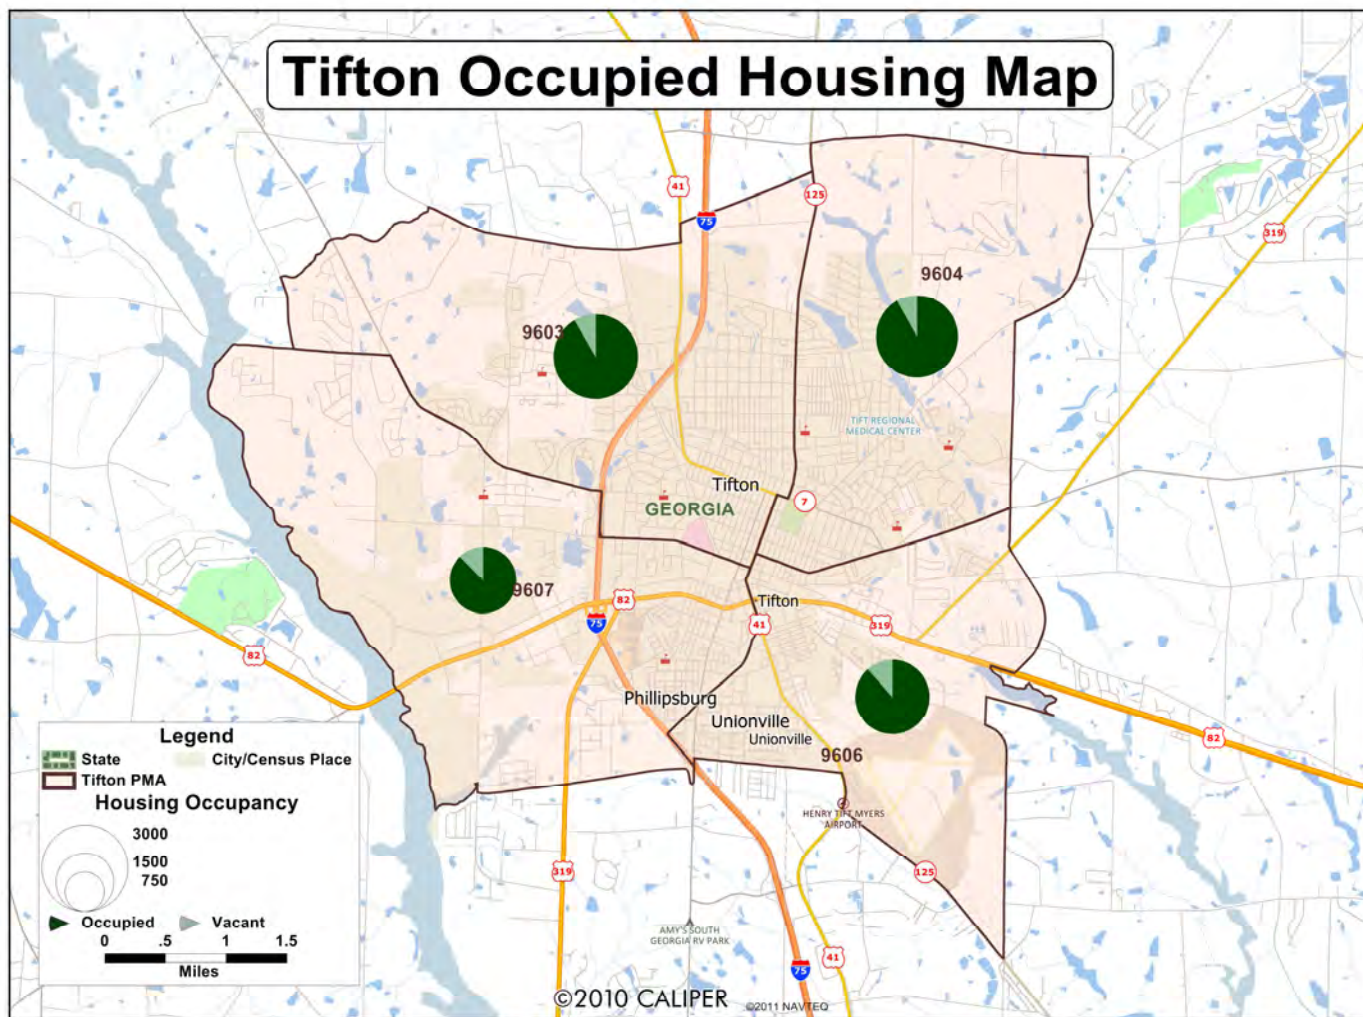 Tifton Occupied Housing Map
41
125
75
319
9604
9603
TIFT REGIONAL
MEDICAL CENTER
Tifton
7
GEORGIA
9607
82
Tifton
75
41
319
82
Phillipsburg
Unionville
Unionville
82
9606
HENRY TIFT MYERS
AIRPORT
319
125
AMY'S SOUTH
GEORGIA RV PARK
41
75
Legend
State
City/Census Place
Tifton PMA
Housing Occupancy
3000
1500
750
Occupied
Vacant
0 .5 1 1.5
Miles
©2010 CALIPER
©2011 NAVTEQ